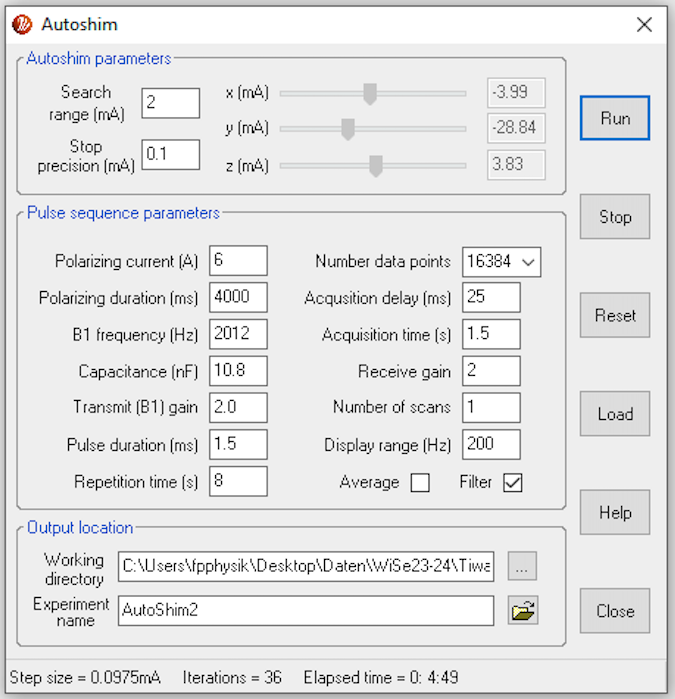 Autoshim
Autoshim parameters
Search range (mA) 2
Stop precision (mA) 0.1
x (mA) -3.99
y (mA) -28.84
z (mA) 3.83
Run
Stop
Reset
Load
Help
Close
Pulse sequence parameters
Polarizing current (A) 6
Polarizing duration (ms) 4000
B1 frequency (Hz) 2012
Capacitance (nF) 10.8
Transmit (B1) gain 2.0
Pulse duration (ms) 1.5
Repetition time (s) 8
Number data points 16384
Acqusition delay (ms) 25
Acquisition time (s) 1.5
Receive gain 2
Number of scans 1
Display range (Hz) 200
Average Filter
Output location
Working directory C:\Users\fpphysik\Desktop\Daten\WiSe23-24\Tiwa
...
Experiment name AutoShim2
Step size = 0.0975mA Iterations = 36 Elapsed time = 0: 4:49